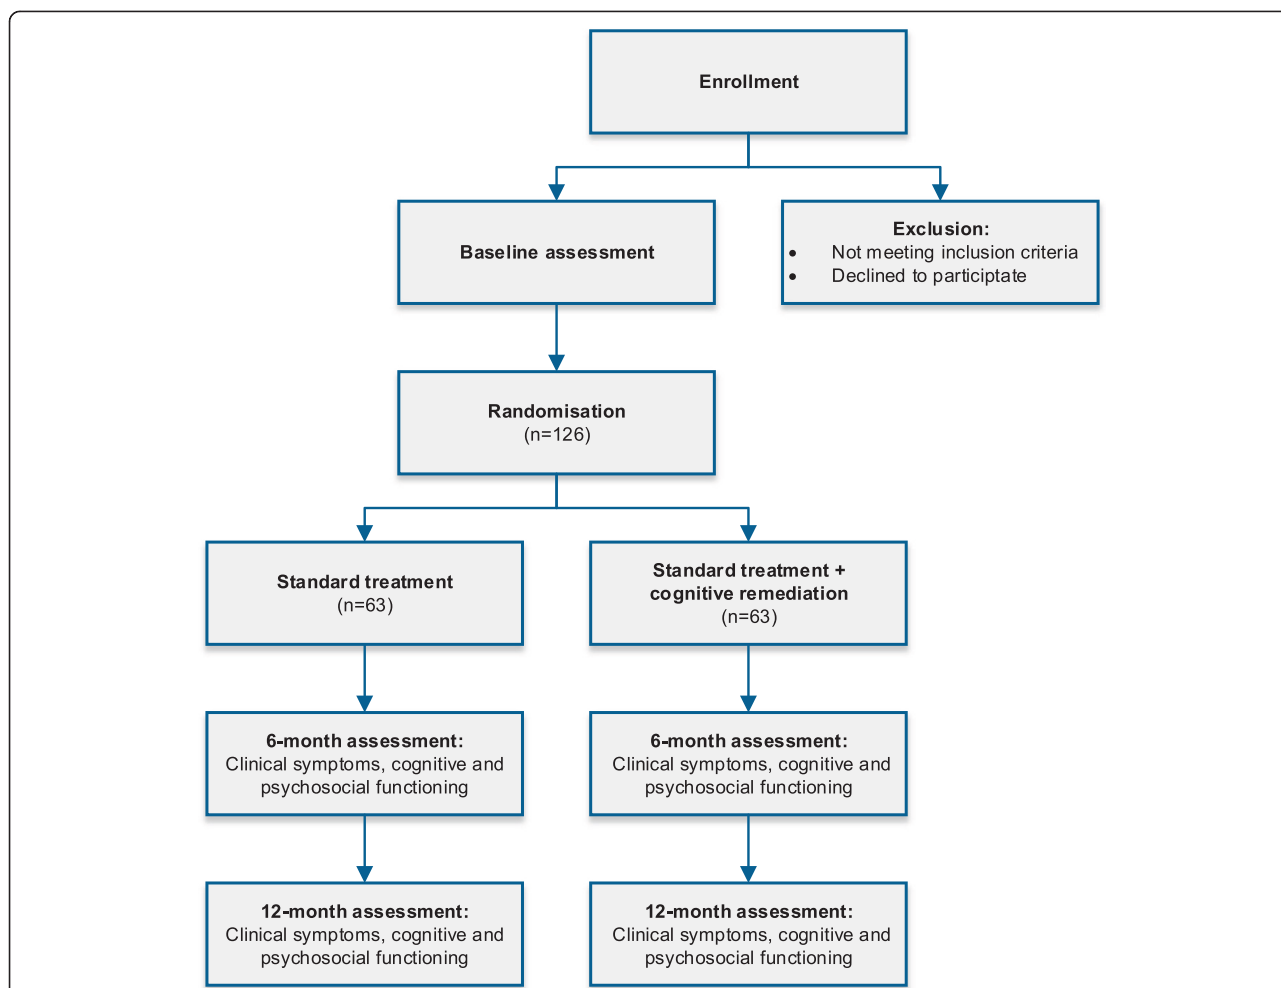 Enrollment
Baseline assessment
Exclusion:
• Not meeting inclusion criteria
• Declined to participtate
Randomisation
(n=126)
Standard treatment
(n=63)
Standard treatment +
cognitive remediation
(n=63)
6-month assessment:
Clinical symptoms, cognitive and
psychosocial functioning
6-month assessment:
Clinical symptoms, cognitive and
psychosocial functioning
12-month assessment:
Clinical symptoms, cognitive and
psychosocial functioning
12-month assessment:
Clinical symptoms, cognitive and
psychosocial functioning